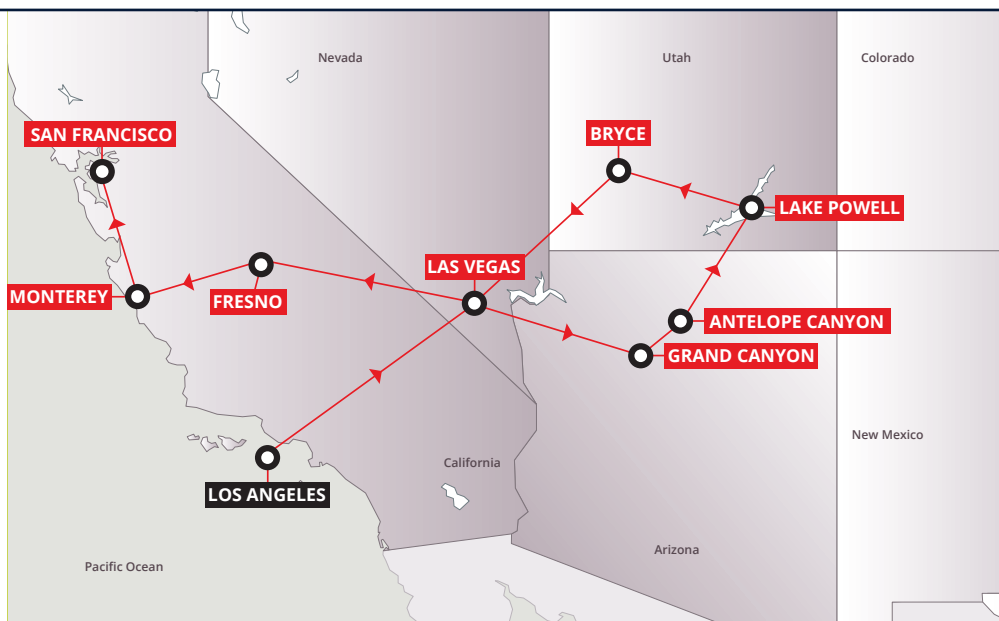 Nevada
Utah
Colorado
SAN FRANCISCO
BRYCE
LAKE POWELL
LAS VEGAS
MONTEREY
FRESNO
ANTELOPE CANYON
GRAND CANYON
New Mexico
California
LOS ANGELES
Arizona
Pacific Ocean